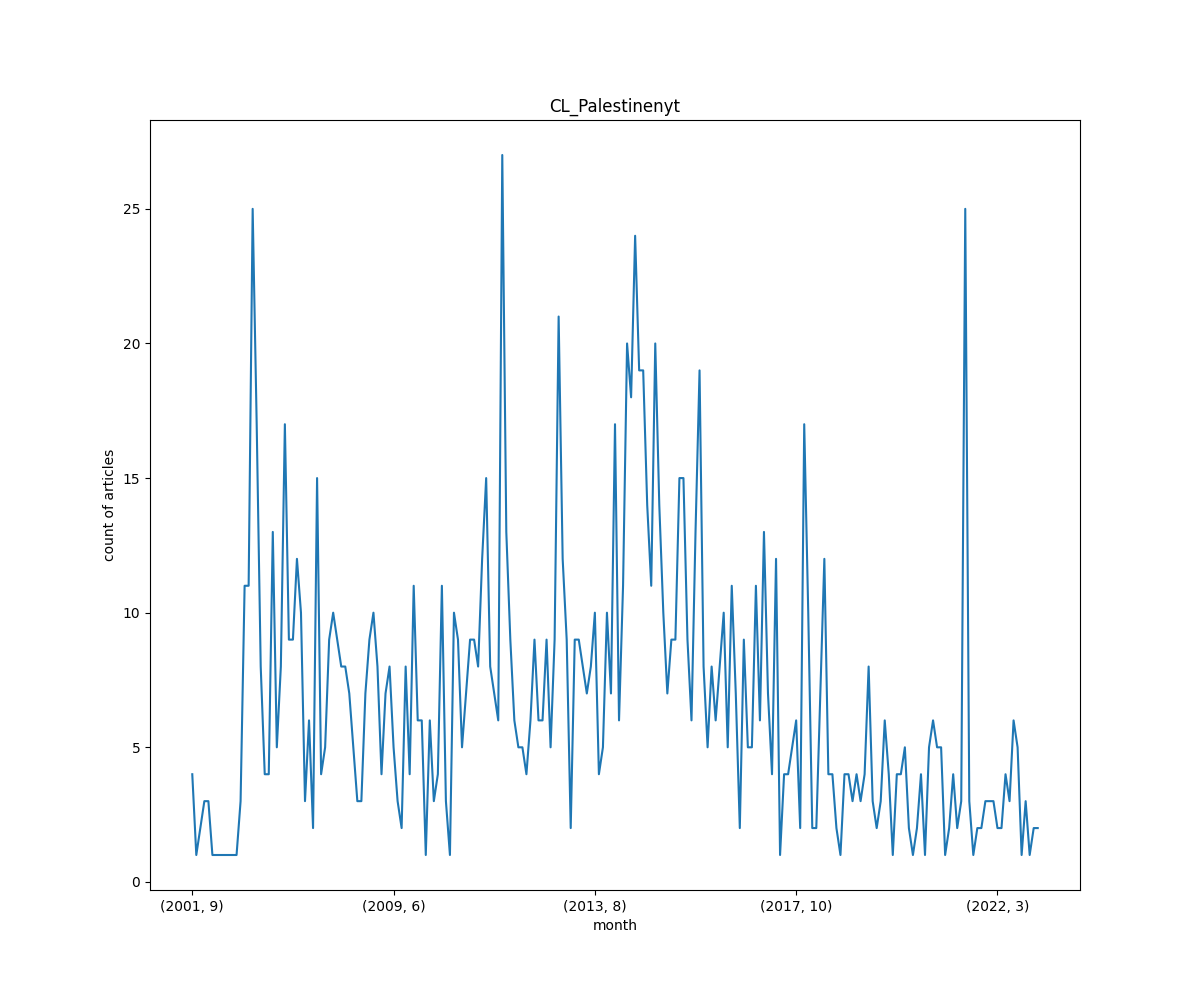 CL_Palestinenyt
count of articles
25
20
15
10
5
0
(2001, 9) (2009, 6) (2013, 8) (2017, 10) (2022, 3)
month